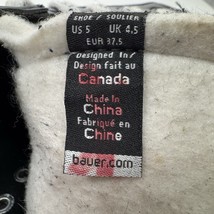 SHOE / SOULIER
US 5 UK 4.5
EUR 37.5
Designed In/
Design fait au
Canada
Made In
China
Fabriqué en
Chine
bauer.com